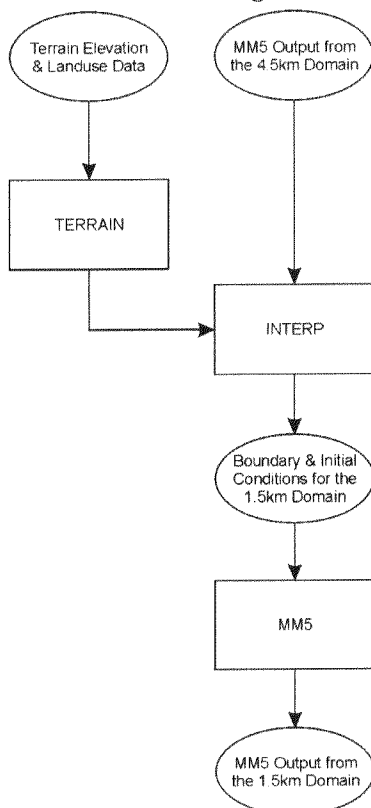 Terrain Elevation
& Landuse Data
MM5 Output from
the 4.5km Domain
TERRAIN
INTERP
Boundary & Initial
Conditions for the
1.5km Domain
MM5
MM5 Output from
the 1.5km Domain